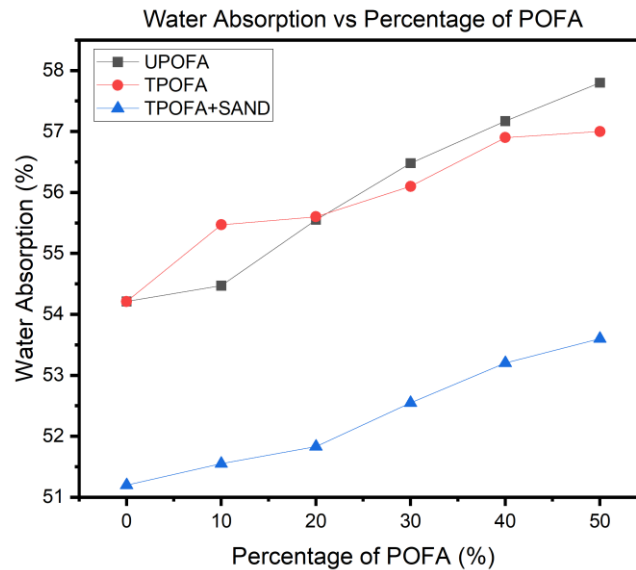 Water Absorption vs Percentage of POFA
UPOFA
TPOFA
TPOFA+SAND
Water Absorption (%)
58
57
56
55
54
53
52
51
0 10 20 30 40 50
Percentage of POFA (%)